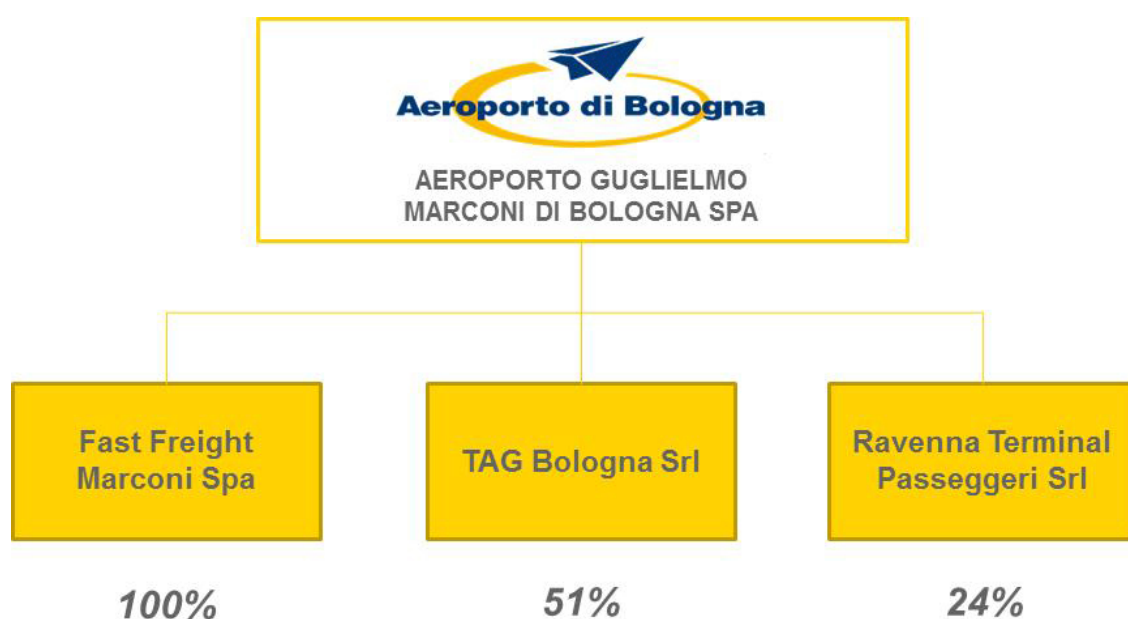 Aeroporto di Bologna
AEROPORTO GUGLIELMO
MARCONI DI BOLOGNA SPA
Fast Freight
Marconi Spa
TAG Bologna Srl
Ravenna Terminal
Passeggeri Srl
100%
51%
24%